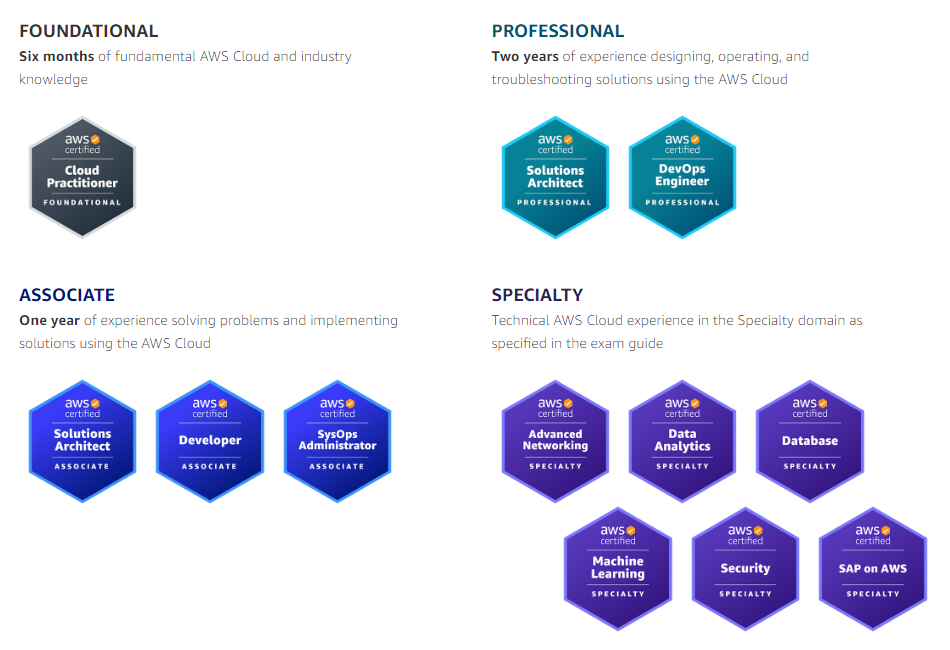 FOUNDATIONAL
Six months of fundamental AWS Cloud and industry
knowledge
aws
certified
Cloud
Practitioner
FOUNDATIONAL
PROFESSIONAL
Two years of experience designing, operating, and
troubleshooting solutions using the AWS Cloud
aws
certified
Solutions
Architect
PROFESSIONAL
aws
certified
DevOps
Engineer
PROFESSIONAL
ASSOCIATE
One year of experience solving problems and implementing
solutions using the AWS Cloud
aws
certified
Solutions
Architect
ASSOCIATE
aws
certified
Developer
ASSOCIATE
aws
certified
SysOps
Administrator
ASSOCIATE
SPECIALTY
Technical AWS Cloud experience in the Specialty domain as
specified in the exam guide
aws
certified
Advanced
Networking
SPECIALTY
aws
certified
Data
Analytics
SPECIALTY
aws
certified
Database
SPECIALTY
aws
certified
Machine
Learning
SPECIALTY
aws
certified
Security
SPECIALTY
aws
certified
SAP on AWS
SPECIALTY